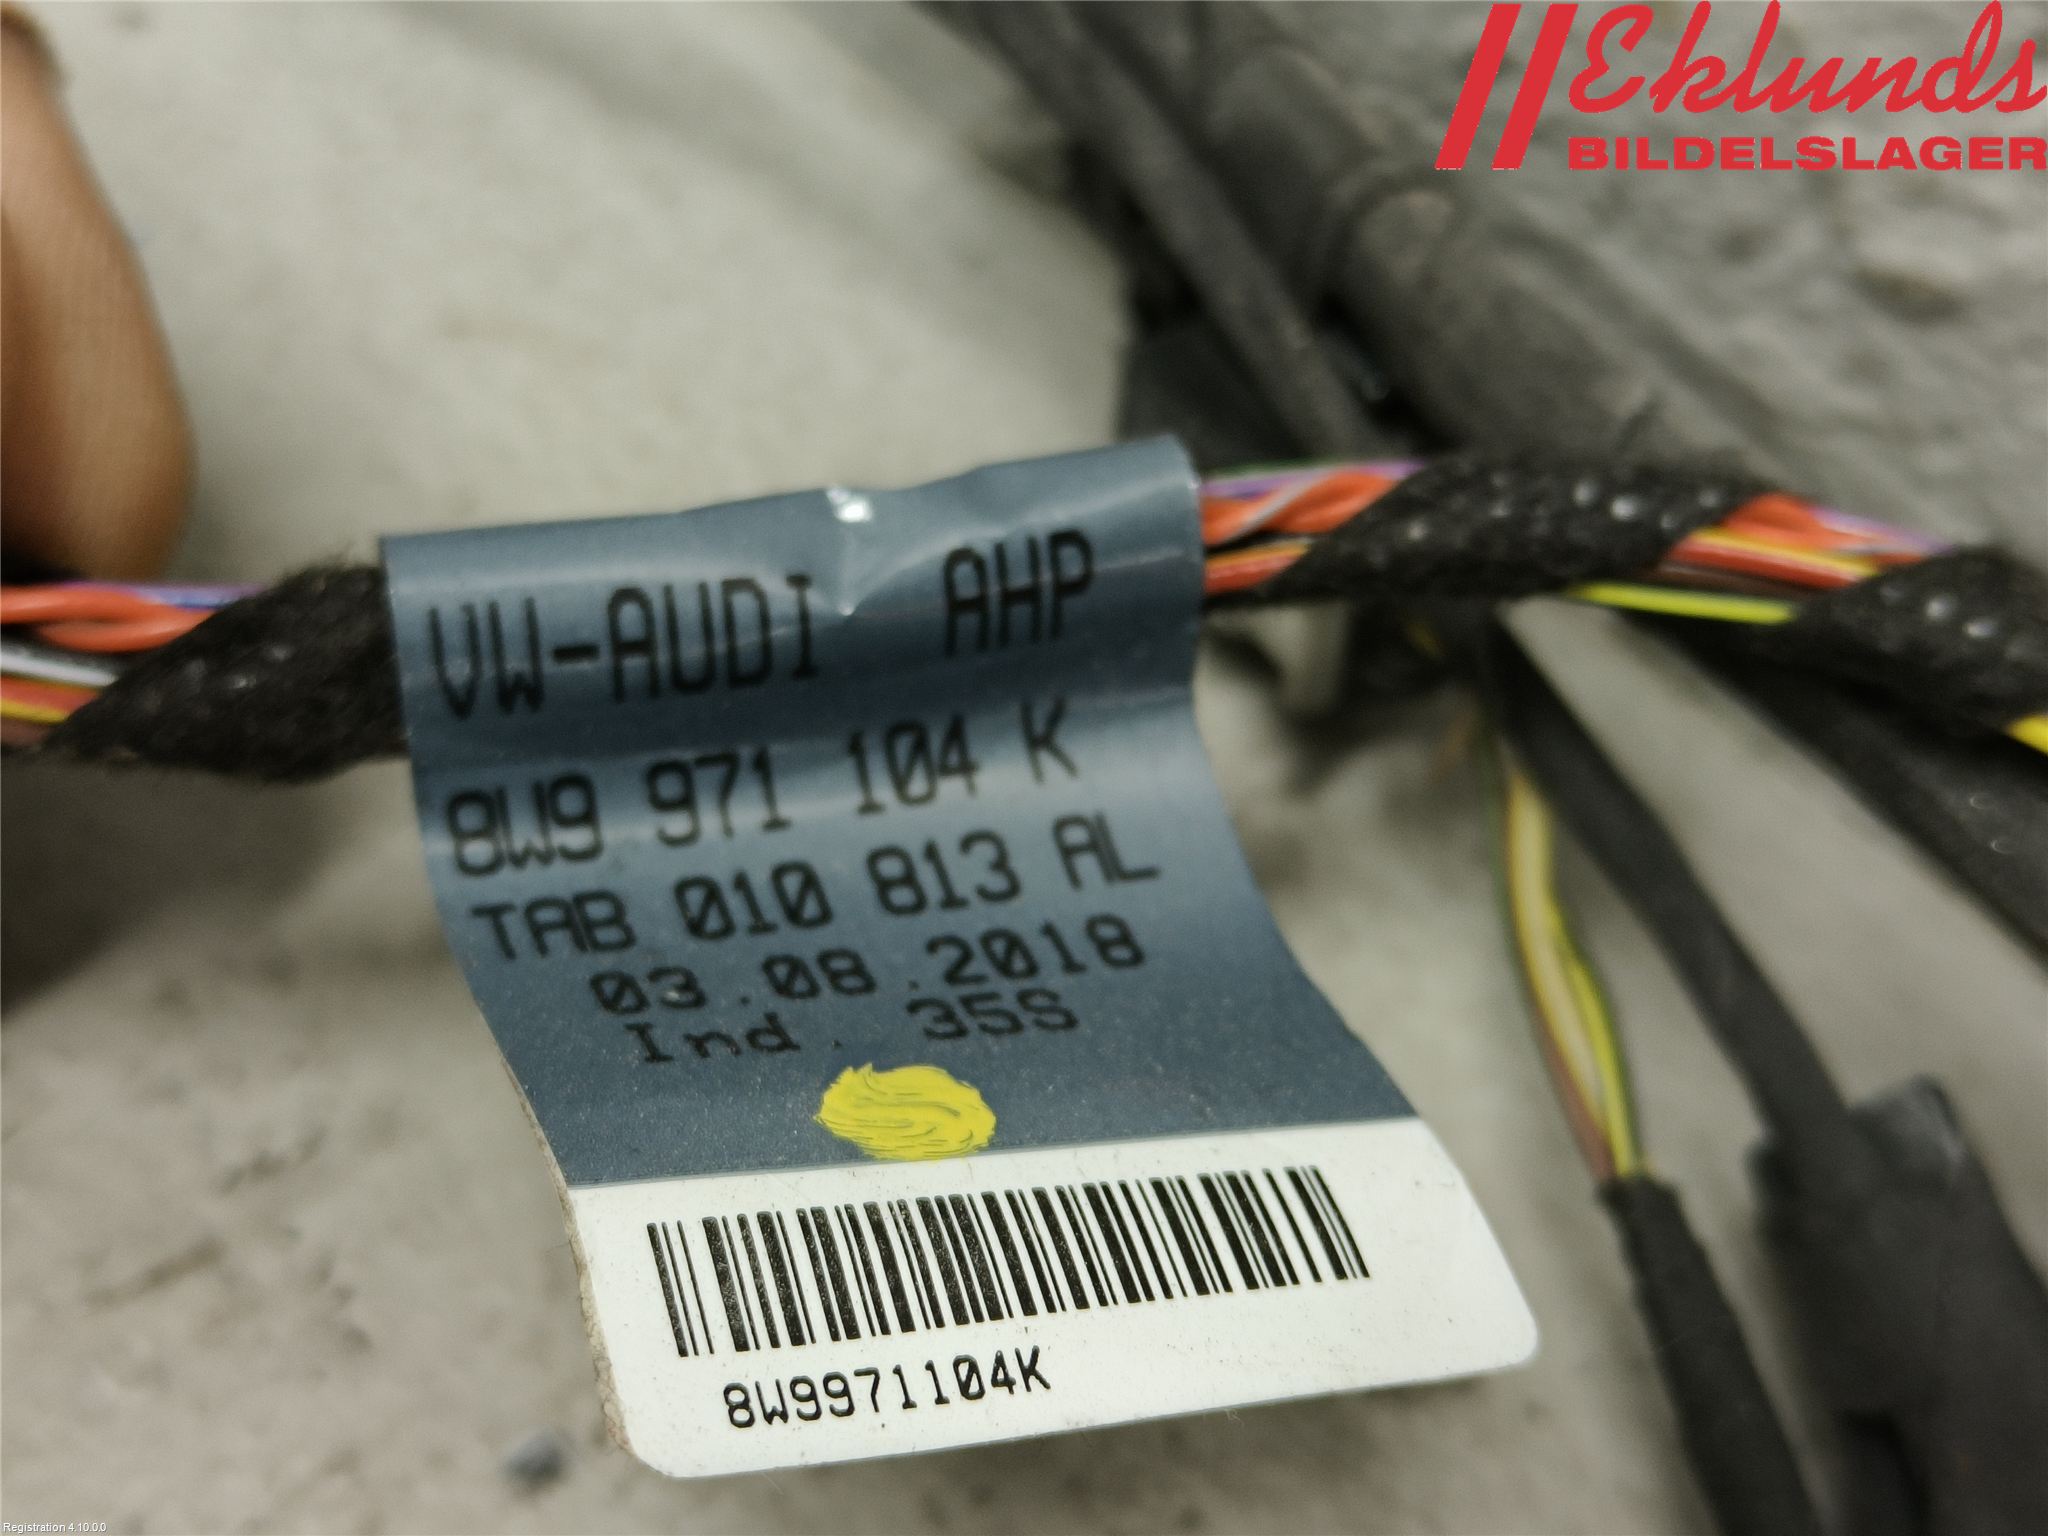 Eklunds
BILDELSLAGER
VW-AUDI AHP
8W9 971 104 K
TAB 010 813 AL
03.08.2018
Ind. 35S
8W9971104K
Registration 4.10.0.0